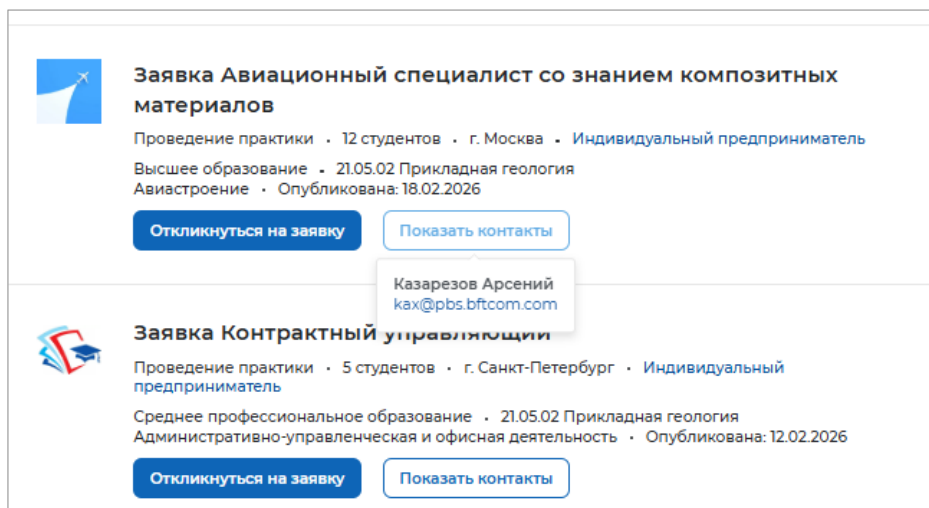 Заявка Авиационный специалист со знанием композитных
материалов
Проведение практики • 12 студентов • г. Москва • Индивидуальный предприниматель
Высшее образование • 21.05.02 Прикладная геология
Авиастроение • Опубликована: 18.02.2026
Откликнуться на заявку Показать контакты
Казарезов Арсений
kax@pbs.bftcom.com
Заявка Контрактный управляющий
Проведение практики • 5 студентов • г. Санкт-Петербург • Индивидуальный
предприниматель
Среднее профессиональное образование • 21.05.02 Прикладная геология
Административно-управленческая и офисная деятельность • Опубликована: 12.02.2026
Откликнуться на заявку Показать контакты